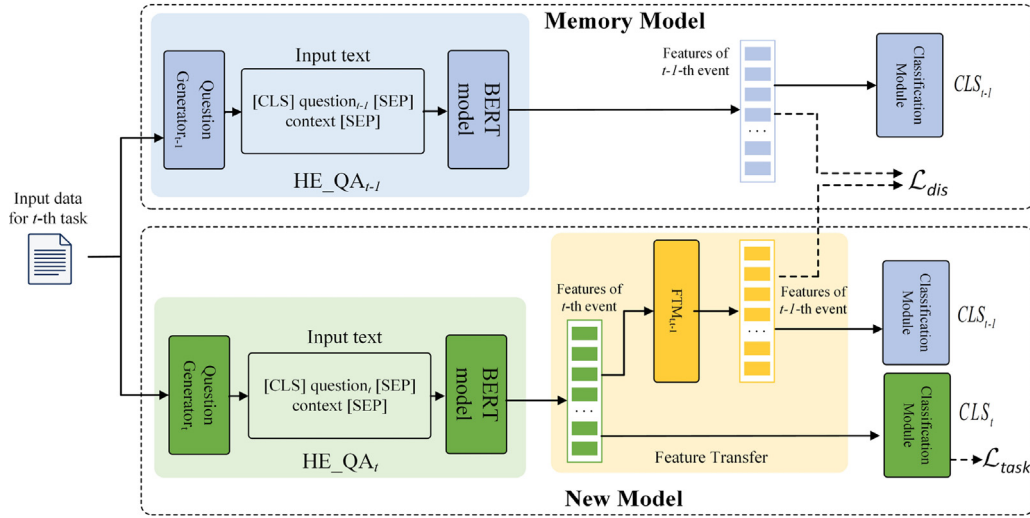 Memory Model
Input text
Question
Generator_{t-1}
[CLS] question_{t-1} [SEP]
context [SEP]
BERT
model
HE_QA_{t-1}
Features of
t-1-th event
...
Classification
Module
CLS_{t-1}
ℒ_{dis}
Input data
for t-th task
Input text
Question
Generator_t
[CLS] question_t [SEP]
context [SEP]
BERT
model
HE_QA_t
Features of
t-th event
...
FTM_{t,t-1}
...
Features of
t-1-th event
Feature Transfer
Classification
Module
CLS_{t-1}
Classification
Module
CLS_t
ℒ_{task}
New Model